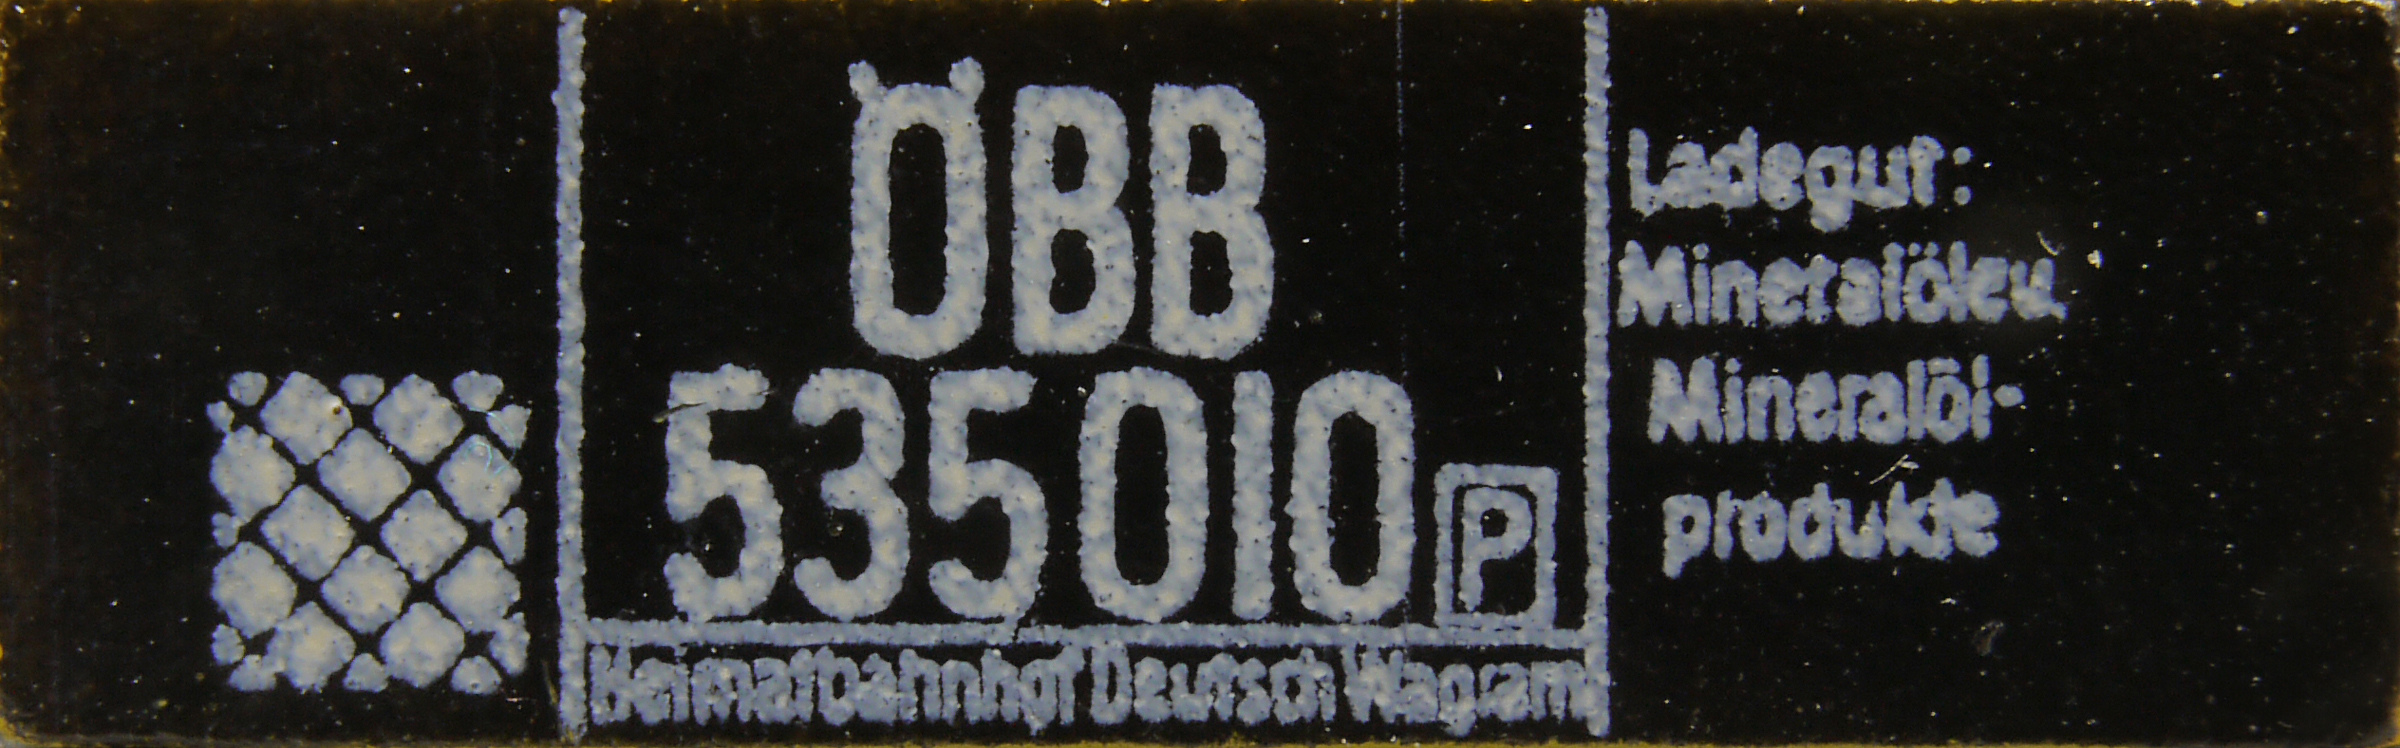 ÖBB
535010 P
Heimatbahnhof Deutsch Wagram
Ladegut:
Mineralöle u.
Mineralöl-
produkte